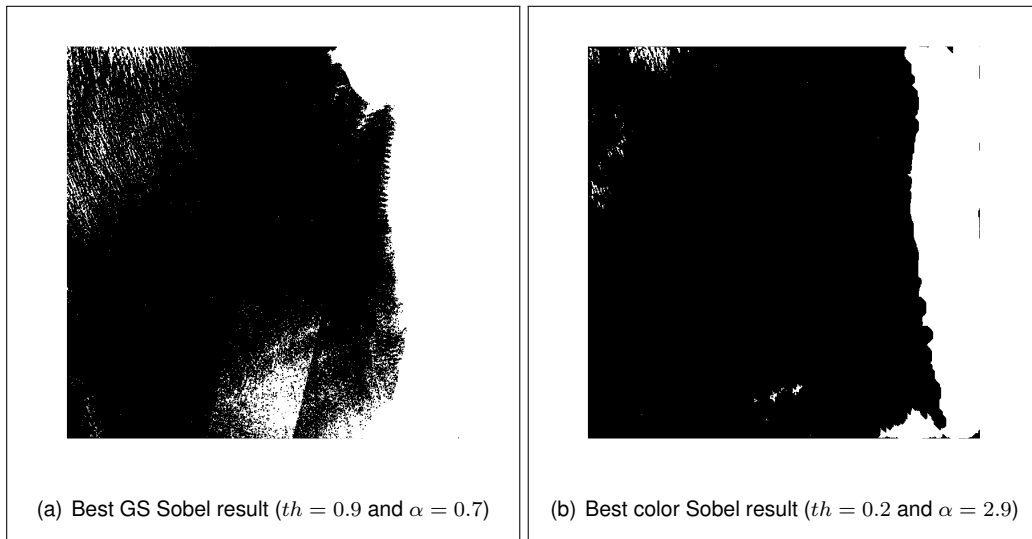 (a) Best GS Sobel result (th = 0.9 and α = 0.7)
(b) Best color Sobel result (th = 0.2 and α = 2.9)